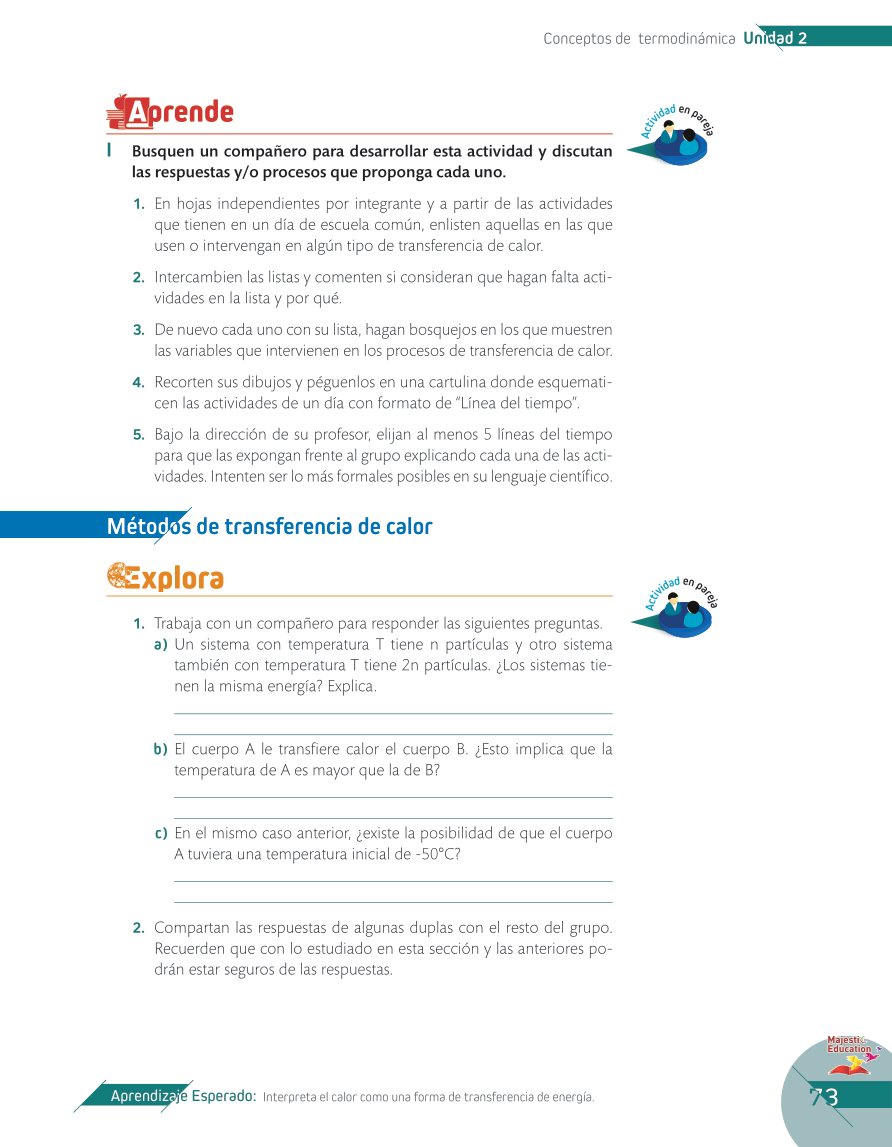 Conceptos de termodinámica Unidad 2
Aprende
Actividad en pareja
I Busquen un compañero para desarrollar esta actividad y discutan
las respuestas y/o procesos que proponga cada uno.
1. En hojas independientes por integrante y a partir de las actividades
que tienen en un día de escuela común, enlisten aquellas en las que
usen o intervengan en algún tipo de transferencia de calor.
2. Intercambien las listas y comenten si consideran que hagan falta acti-
vidades en la lista y por qué.
3. De nuevo cada uno con su lista, hagan bosquejos en los que muestren
las variables que intervienen en los procesos de transferencia de calor.
4. Recorten sus dibujos y péguenlos en una cartulina donde esquemati-
cen las actividades de un día con formato de “Línea del tiempo”.
5. Bajo la dirección de su profesor, elijan al menos 5 líneas del tiempo
para que las expongan frente al grupo explicando cada una de las acti-
vidades. Intenten ser lo más formales posibles en su lenguaje científico.
Métodos de transferencia de calor
Explora
Actividad en pareja
1. Trabaja con un compañero para responder las siguientes preguntas.
a) Un sistema con temperatura T tiene n partículas y otro sistema
también con temperatura T tiene 2n partículas. ¿Los sistemas tie-
nen la misma energía? Explica.
b) El cuerpo A le transfiere calor el cuerpo B. ¿Esto implica que la
temperatura de A es mayor que la de B?
c) En el mismo caso anterior, ¿existe la posibilidad de que el cuerpo
A tuviera una temperatura inicial de -50°C?
2. Compartan las respuestas de algunas duplas con el resto del grupo.
Recuerden que con lo estudiado en esta sección y las anteriores po-
drán estar seguros de las respuestas.
Majestic
Education
Aprendizaje Esperado: Interpreta el calor como una forma de transferencia de energía.
73